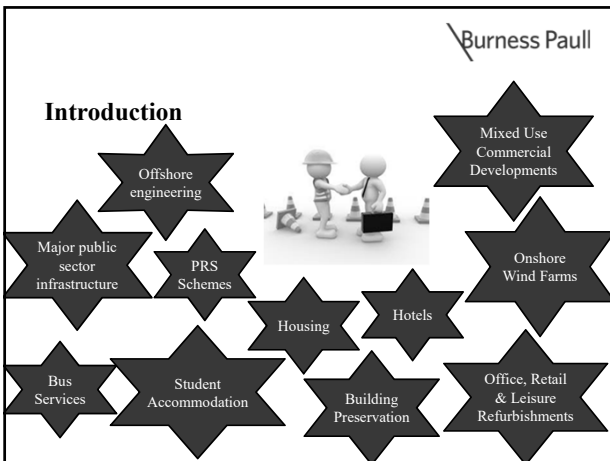 Burness Paull
Introduction
Offshore
engineering
Mixed Use
Commercial
Developments
Major public
sector
infrastructure
PRS
Schemes
Onshore
Wind Farms
Housing
Hotels
Bus
Services
Student
Accommodation
Building
Preservation
Office, Retail
& Leisure
Refurbishments